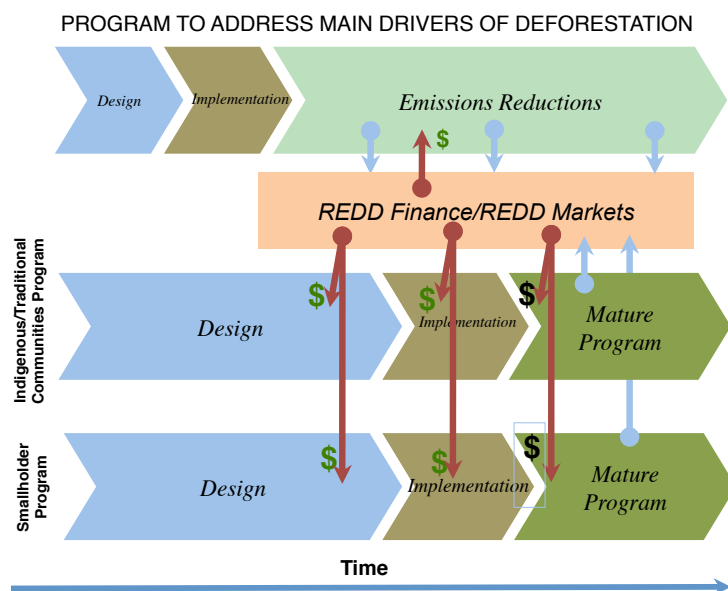 PROGRAM TO ADDRESS MAIN DRIVERS OF DEFORESTATION
Design
Implementation
Emissions Reductions
$
REDD Finance/REDD Markets
Indigenous/Traditional
Communities Program
$
$
$
Design
Implementation
Mature
Program
Smallholder
Program
$
$
$
Design
Implementation
Mature
Program
Time